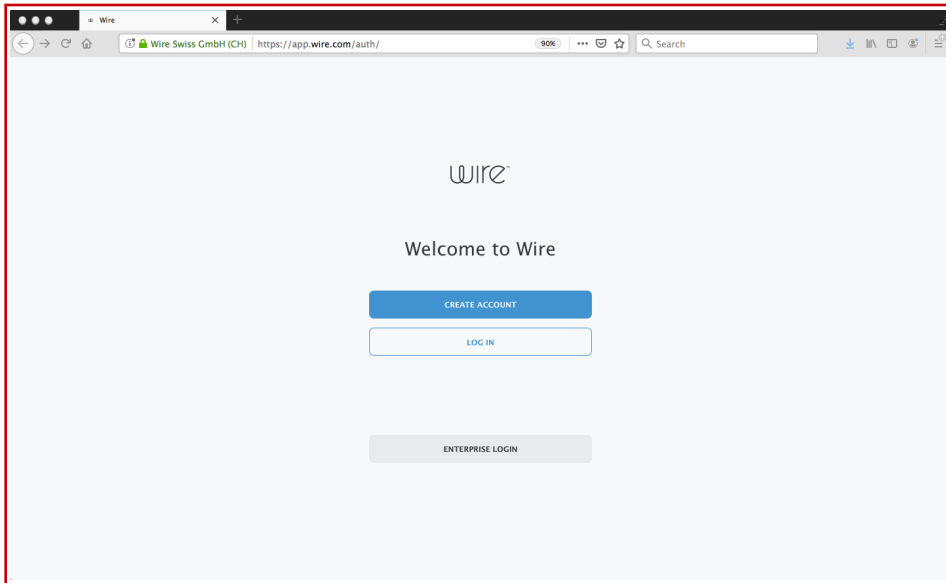 Wire
Wire Swiss GmbH (CH) https://app.wire.com/auth/ 90% Search
wire™
Welcome to Wire
CREATE ACCOUNT
LOG IN
ENTERPRISE LOGIN